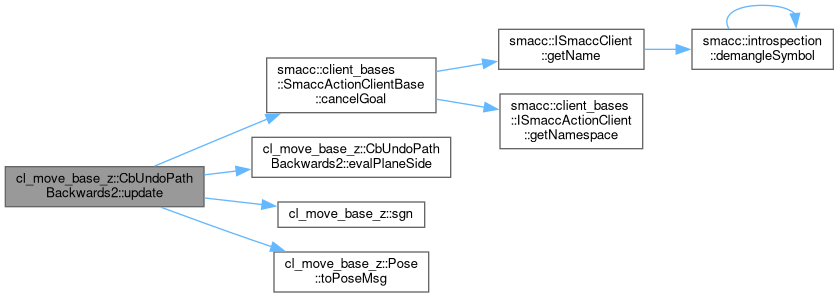 cl_move_base_z::CbUndoPath
Backwards2::update
smacc::client_bases
::SmaccActionClientBase
::cancelGoal
smacc::ISmaccClient
::getName
smacc::introspection
::demangleSymbol
smacc::client_bases
::ISmaccActionClient
::getNamespace
cl_move_base_z::CbUndoPath
Backwards2::evalPlaneSide
cl_move_base_z::sgn
cl_move_base_z::Pose
::toPoseMsg